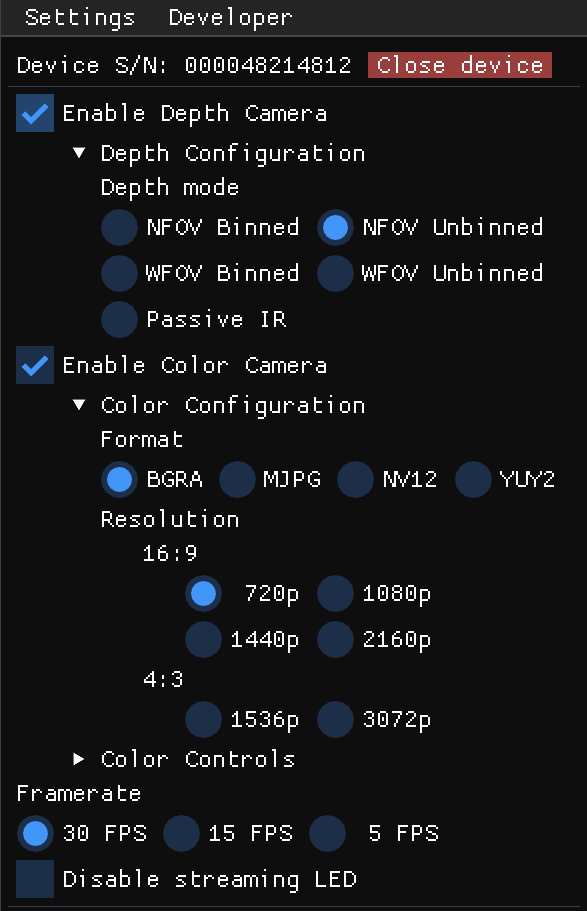 Settings Developer
Device S/N: 000048214812 Close device
Enable Depth Camera
Depth Configuration
Depth mode
NFOV Binned NFOV Unbinned
WFOV Binned WFOV Unbinned
Passive IR
Enable Color Camera
Color Configuration
Format
BGRA MJPG NV12 YUY2
Resolution
16:9
720p 1080p
1440p 2160p
4:3
1536p 3072p
Color Controls
Framerate
30 FPS 15 FPS 5 FPS
Disable streaming LED